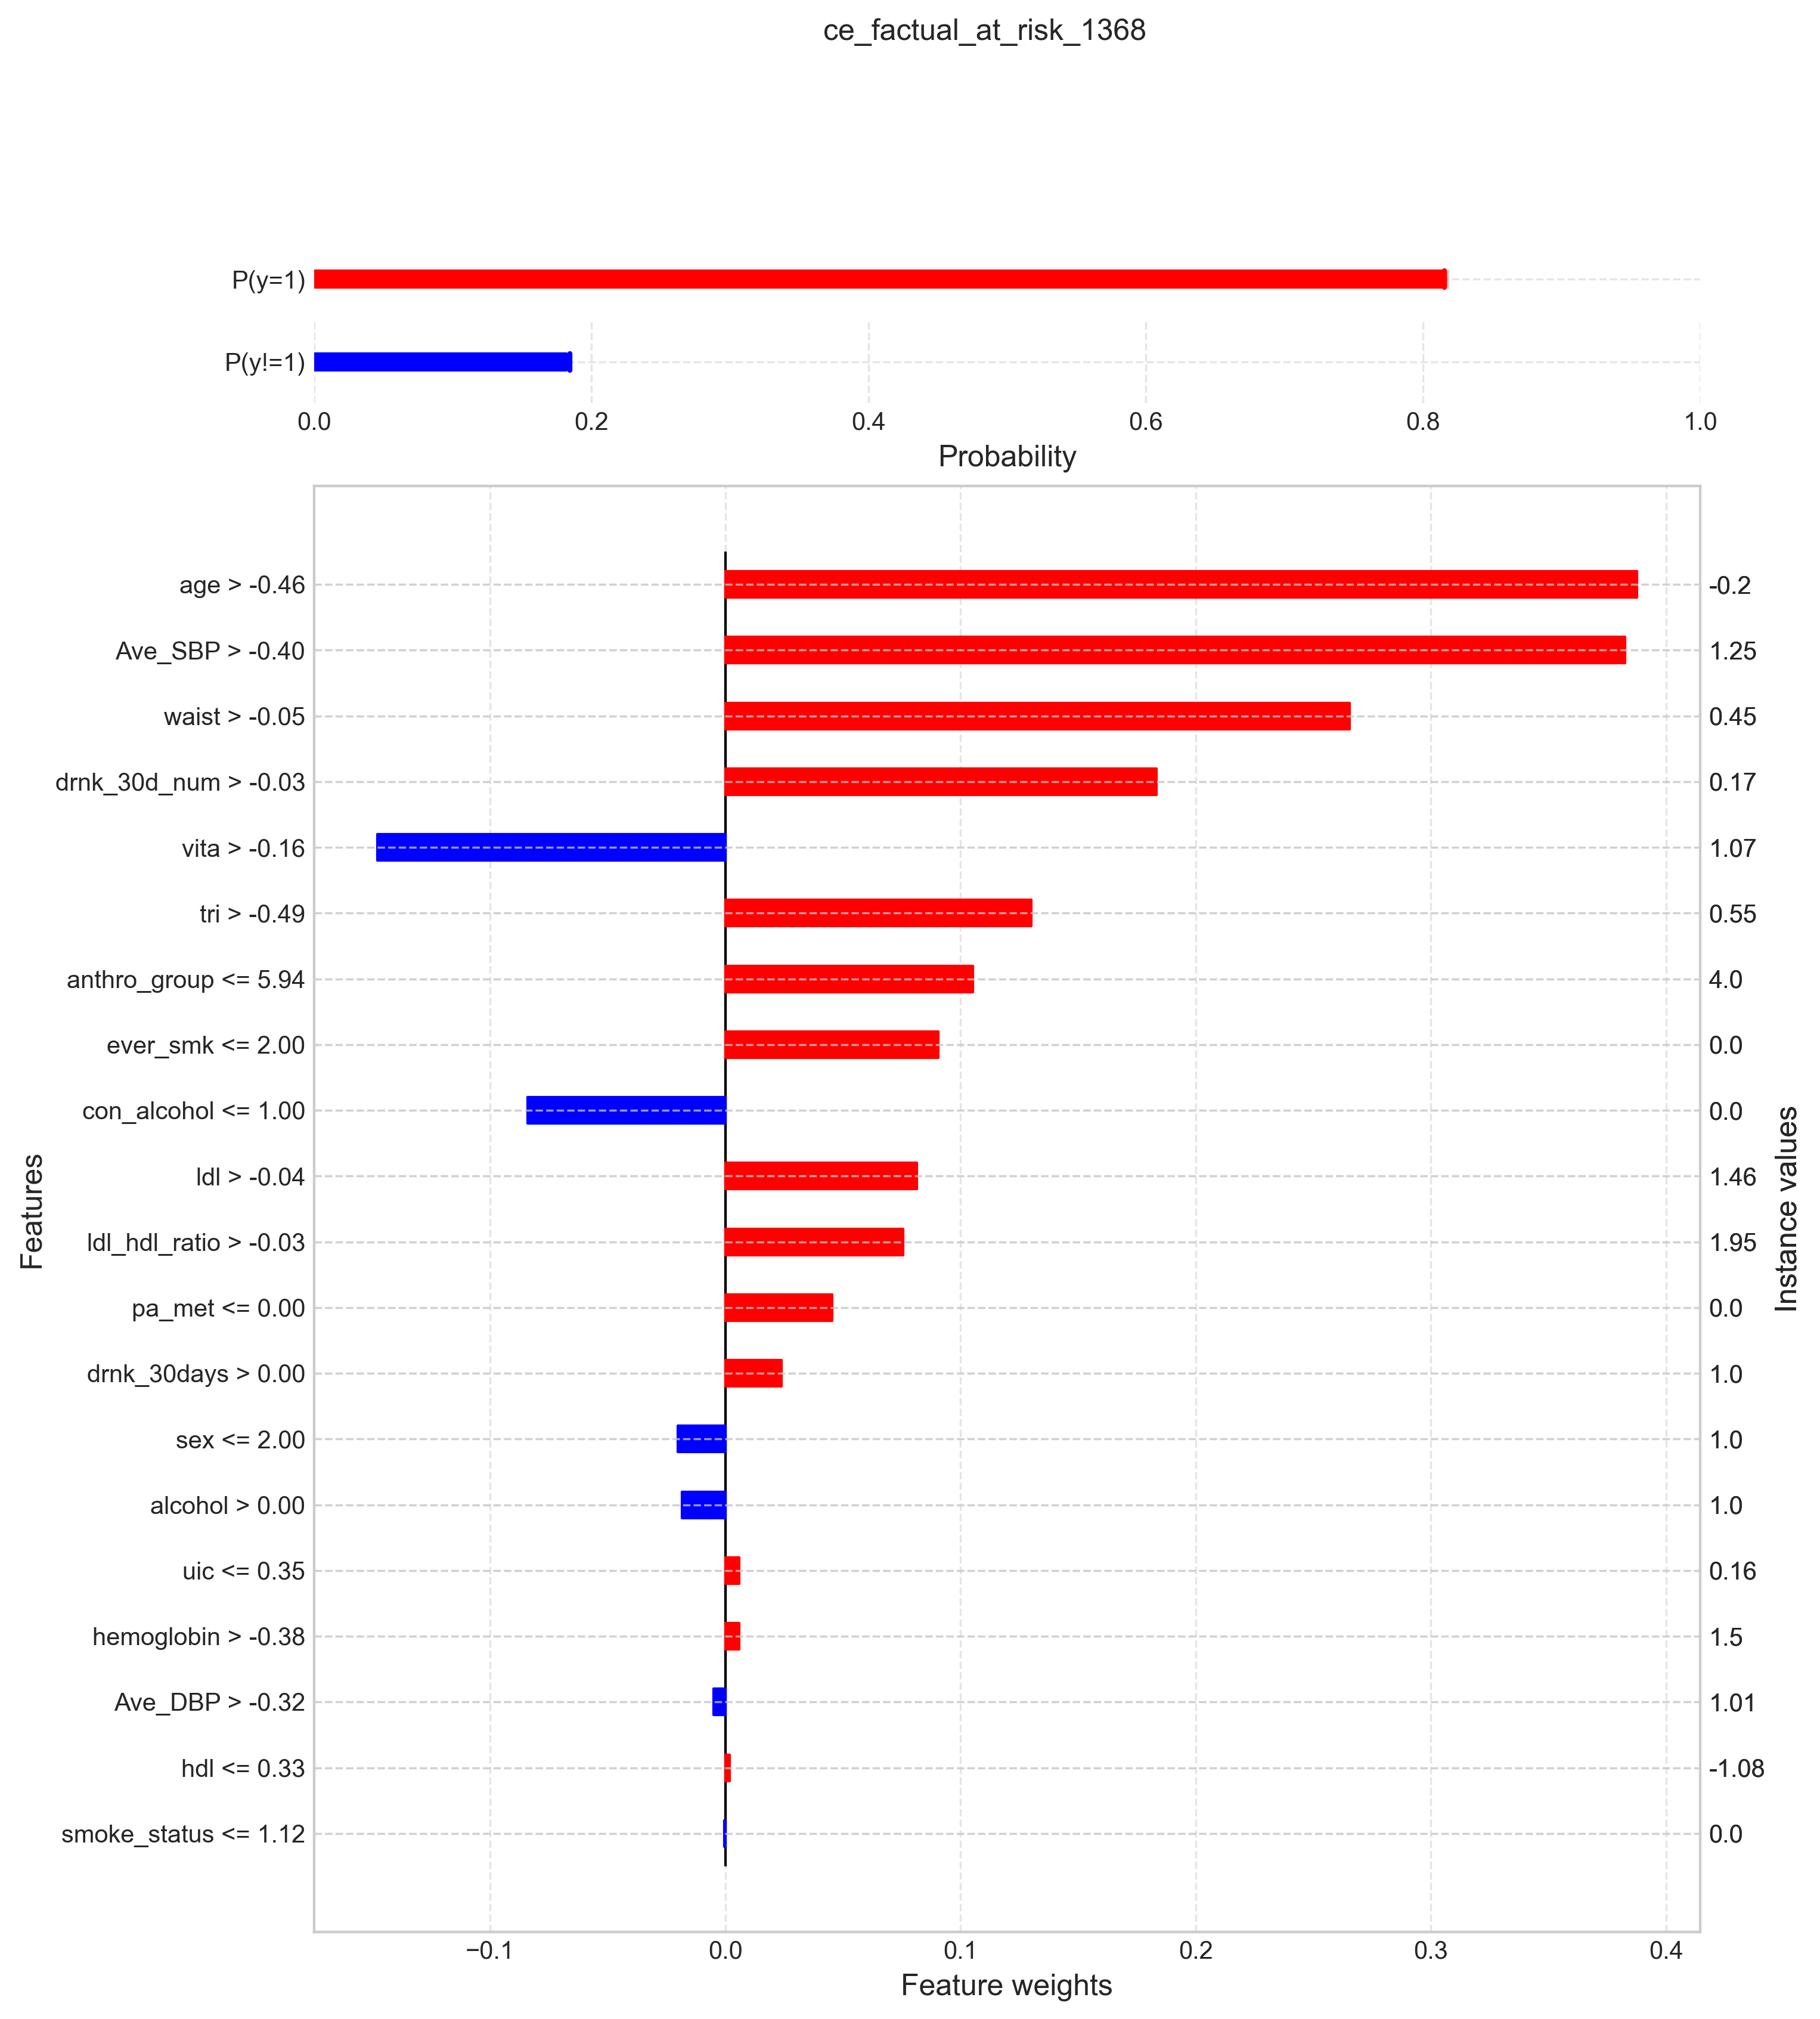 ce_factual_at_risk_1368
P(y=1)
P(y!=1)
0.0 0.2 0.4 0.6 0.8 1.0
Probability
age > -0.46 -0.2
Ave_SBP > -0.40 1.25
waist > -0.05 0.45
drnk_30d_num > -0.03 0.17
vita > -0.16 1.07
tri > -0.49 0.55
anthro_group <= 5.94 4.0
ever_smk <= 2.00 0.0
con_alcohol <= 1.00 0.0
ldl > -0.04 1.46
ldl_hdl_ratio > -0.03 1.95
pa_met <= 0.00 0.0
drnk_30days > 0.00 1.0
sex <= 2.00 1.0
alcohol > 0.00 1.0
uic <= 0.35 0.16
hemoglobin > -0.38 1.5
Ave_DBP > -0.32 1.01
hdl <= 0.33 -1.08
smoke_status <= 1.12 0.0
Features
Instance values
−0.1 0.0 0.1 0.2 0.3 0.4
Feature weights